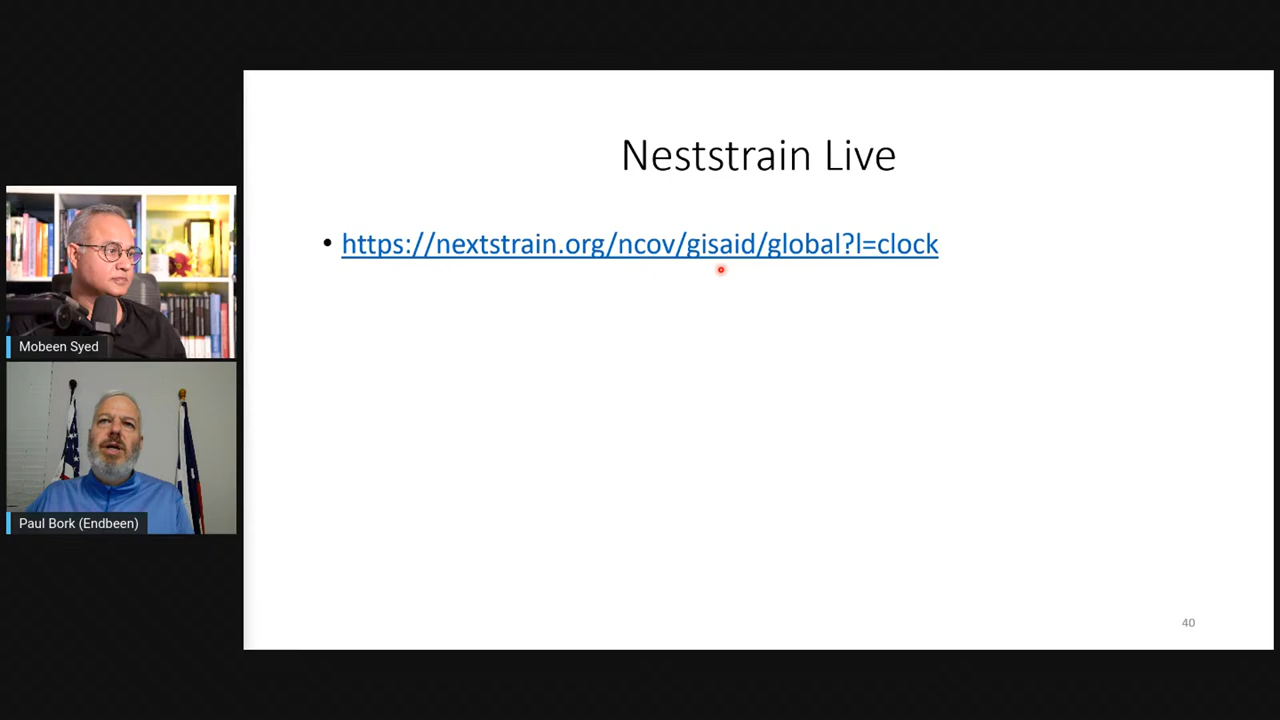 Neststrain Live
• https://nextstrain.org/ncov/gisaid/global?l=clock
Mobeen Syed
Paul Bork (Endbeen)
40